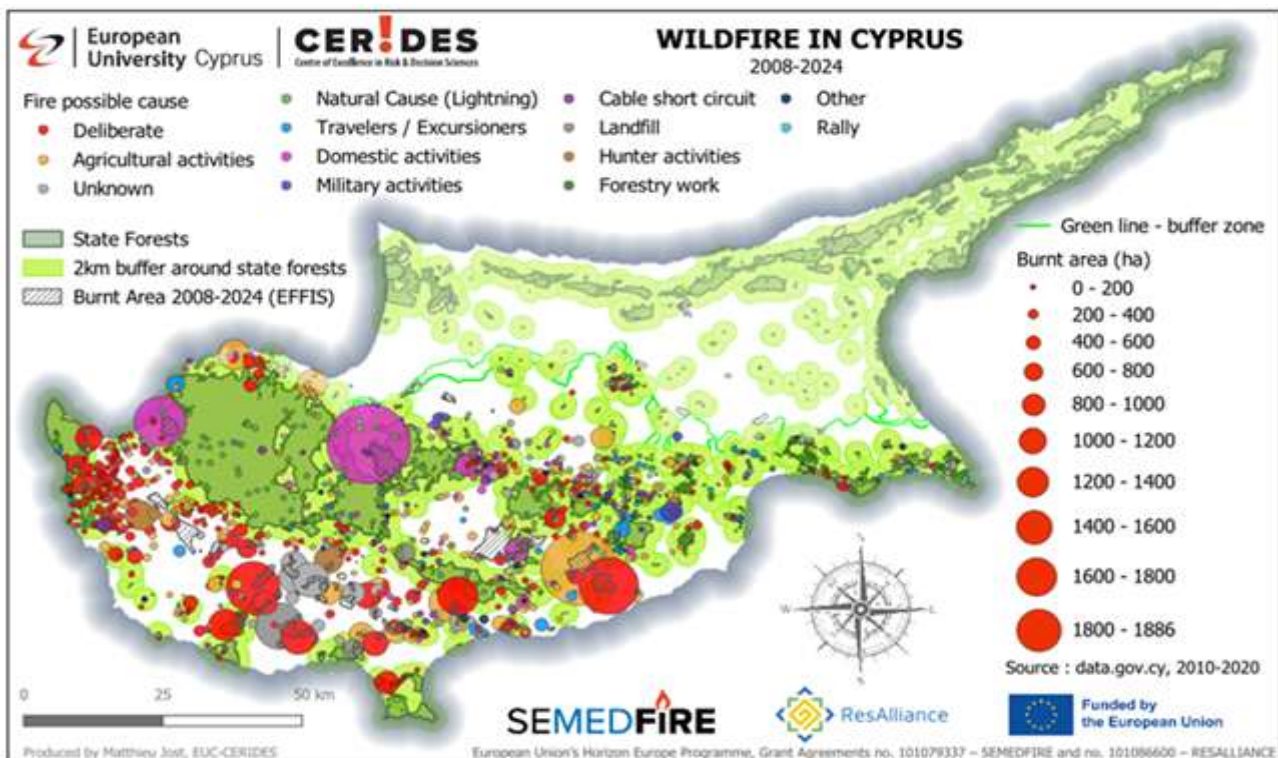 European
University Cyprus
CER!DES
Centre of Excellence in Risk & Decision Sciences
WILDFIRE IN CYPRUS
2008-2024
Fire possible cause
Deliberate
Agricultural activities
Unknown
Natural Cause (Lightning)
Travelers / Excursioners
Domestic activities
Military activities
Cable short circuit
Landfill
Hunter activities
Forestry work
Other
Rally
State Forests
2km buffer around state forests
Burnt Area 2008-2024 (EFFIS)
Green line - buffer zone
Burnt area (ha)
0 - 200
200 - 400
400 - 600
600 - 800
800 - 1000
1000 - 1200
1200 - 1400
1400 - 1600
1600 - 1800
1800 - 1886
Source : data.gov.cy, 2010-2020
W
0 25 50 km
SEMEDFIRE
ResAlliance
Funded by
the European Union
Produced by Matthieu Jost, EUC-CERIDES
European Union's Horizon Europe Programme, Grant Agreements no. 101079337 – SEMEDFIRE and no. 101086600 – RESALLIANCE